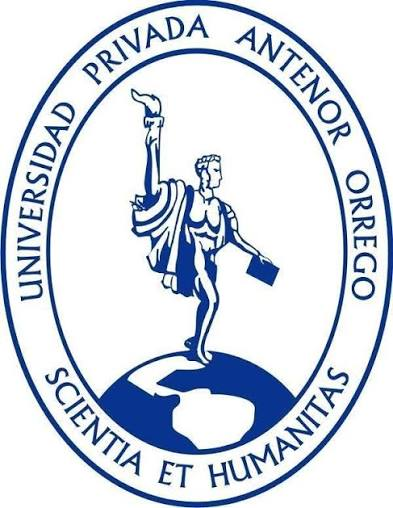 UNIVERSIDAD PRIVADA ANTENOR ORREGO
SCIENTIA ET HUMANITAS